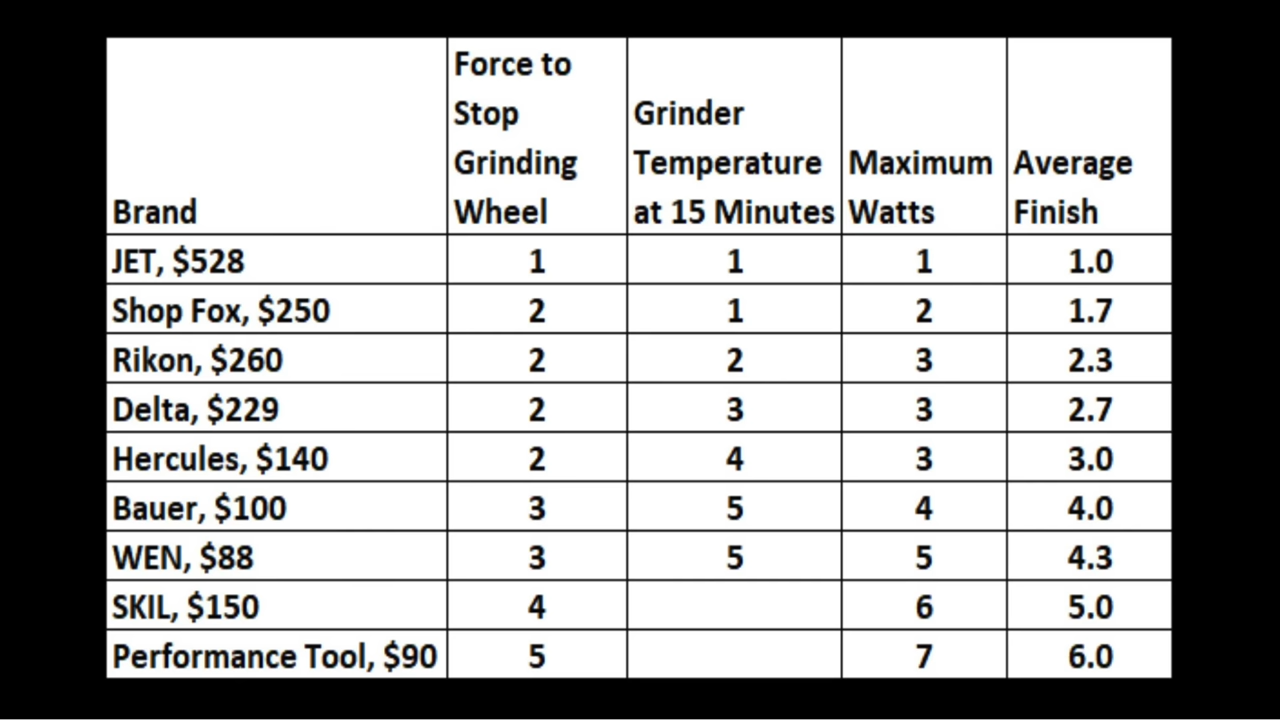 Brand | Force to Stop Grinding Wheel | Grinder Temperature at 15 Minutes | Maximum Watts | Average Finish
JET, $528 | 1 | 1 | 1 | 1.0
Shop Fox, $250 | 2 | 1 | 2 | 1.7
Rikon, $260 | 2 | 2 | 3 | 2.3
Delta, $229 | 2 | 3 | 3 | 2.7
Hercules, $140 | 2 | 4 | 3 | 3.0
Bauer, $100 | 3 | 5 | 4 | 4.0
WEN, $88 | 3 | 5 | 5 | 4.3
SKIL, $150 | 4 | | 6 | 5.0
Performance Tool, $90 | 5 | | 7 | 6.0